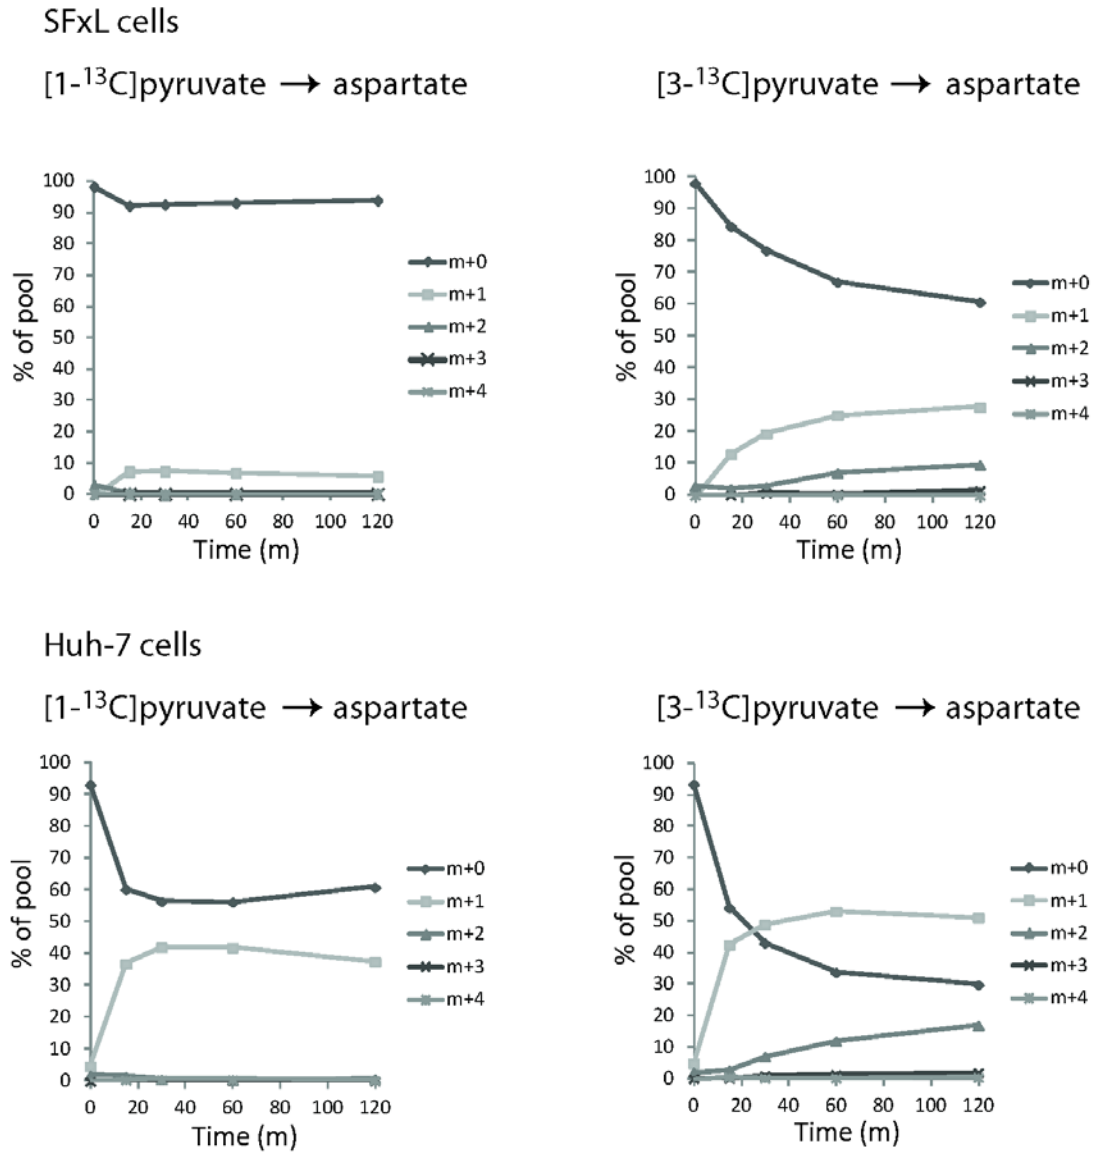 SFxL cells
[1-¹³C]pyruvate → aspartate
100
90
80
70
60
50
40
30
20
10
0
% of pool
0 20 40 60 80 100 120
Time (m)
m+0
m+1
m+2
m+3
m+4
[3-¹³C]pyruvate → aspartate
100
90
80
70
60
50
40
30
20
10
0
% of pool
0 20 40 60 80 100 120
Time (m)
m+0
m+1
m+2
m+3
m+4
Huh-7 cells
[1-¹³C]pyruvate → aspartate
100
90
80
70
60
50
40
30
20
10
0
% of pool
0 20 40 60 80 100 120
Time (m)
m+0
m+1
m+2
m+3
m+4
[3-¹³C]pyruvate → aspartate
100
90
80
70
60
50
40
30
20
10
0
% of pool
0 20 40 60 80 100 120
Time (m)
m+0
m+1
m+2
m+3
m+4